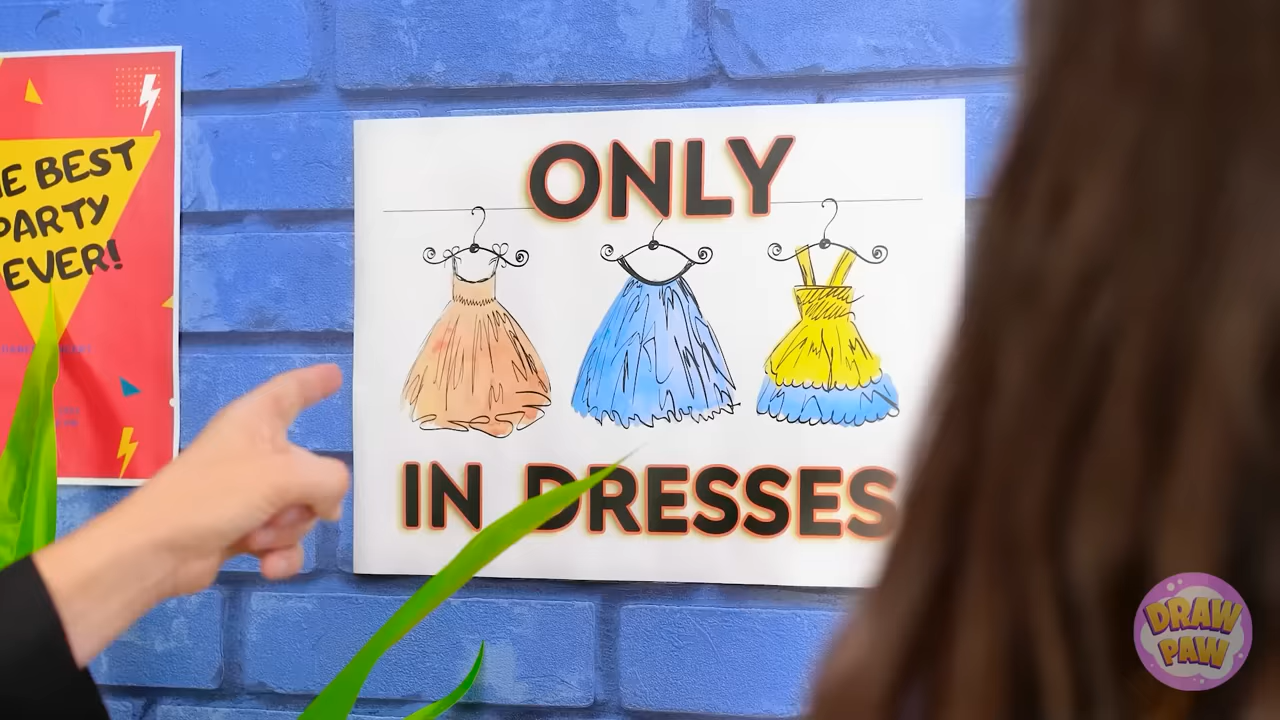 E BEST
PARTY
EVER!
ONLY
IN DRESSES
DRAW
PAW